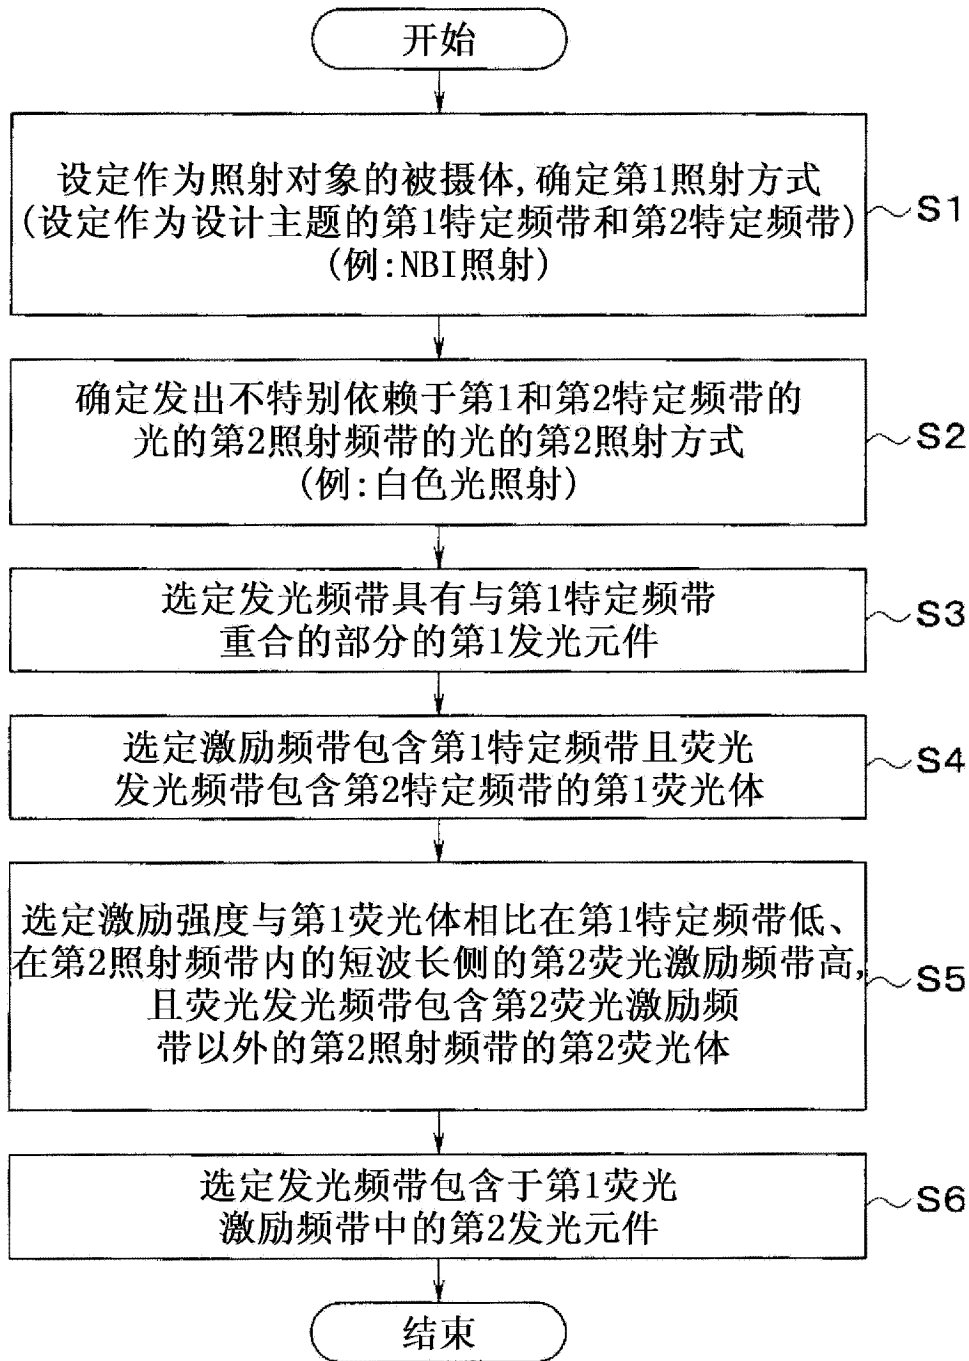 开始
设定作为照射对象的被摄体,确定第1照射方式
(设定作为设计主题的第1特定频带和第2特定频带)
(例:NBI照射)
S1
确定发出不特别依赖于第1和第2特定频带的
光的第2照射频带的光的第2照射方式
(例:白色光照射)
S2
选定发光频带具有与第1特定频带
重合的部分的第1发光元件
S3
选定激励频带包含第1特定频带且荧光
发光频带包含第2特定频带的第1荧光体
S4
选定激励强度与第1荧光体相比在第1特定频带低、
在第2照射频带内的短波长侧的第2荧光激励频带高,
且荧光发光频带包含第2荧光激励频
带以外的第2照射频带的第2荧光体
S5
选定发光频带包含于第1荧光
激励频带中的第2发光元件
S6
结束